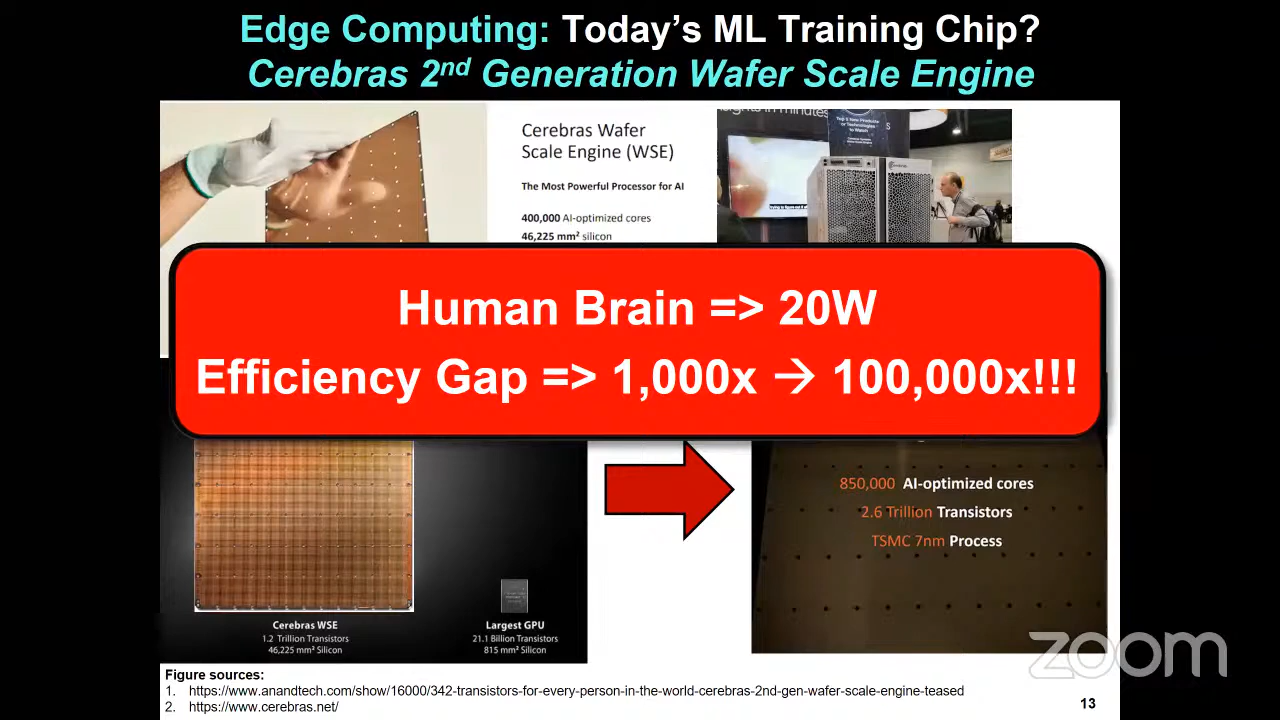 Edge Computing: Today's ML Training Chip?
Cerebras 2nd Generation Wafer Scale Engine
Cerebras Wafer
Scale Engine (WSE)
The Most Powerful Processor for AI
400,000 AI-optimized cores
46,225 mm² silicon
Human Brain => 20W
Efficiency Gap => 1,000x → 100,000x!!!
Cerebras WSE
1.2 Trillion Transistors
46,225 mm² Silicon
Largest GPU
21.1 Billion Transistors
815 mm² Silicon
850,000 AI-optimized cores
2.6 Trillion Transistors
TSMC 7nm Process
zoom
Figure sources:
1. https://www.anandtech.com/show/16000/342-transistors-for-every-person-in-the-world-cerebras-2nd-gen-wafer-scale-engine-teased
2. https://www.cerebras.net/
13